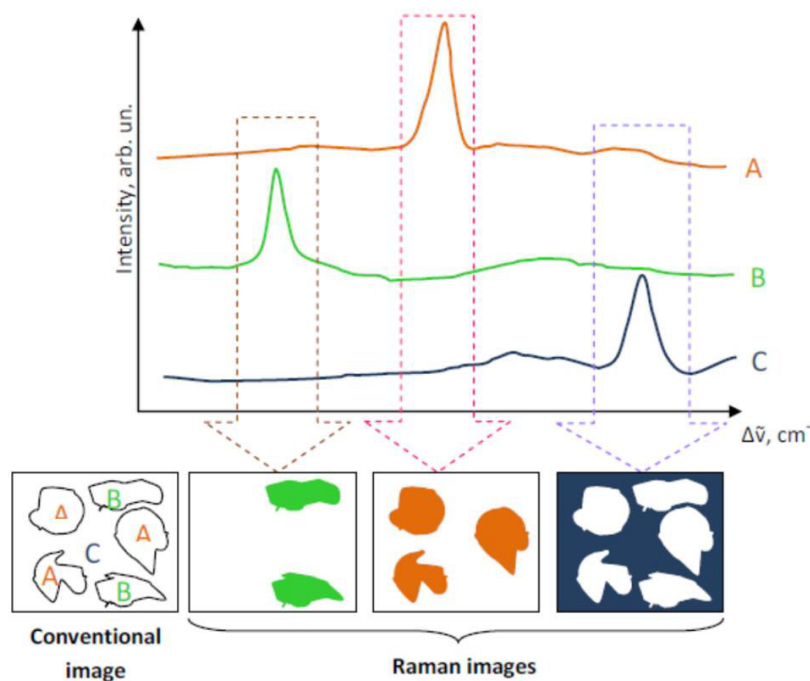 Intensity, arb. un.
A
B
C
Δṽ, cm⁻
Δ
B
A
C
A
B
Conventional
image
Raman images